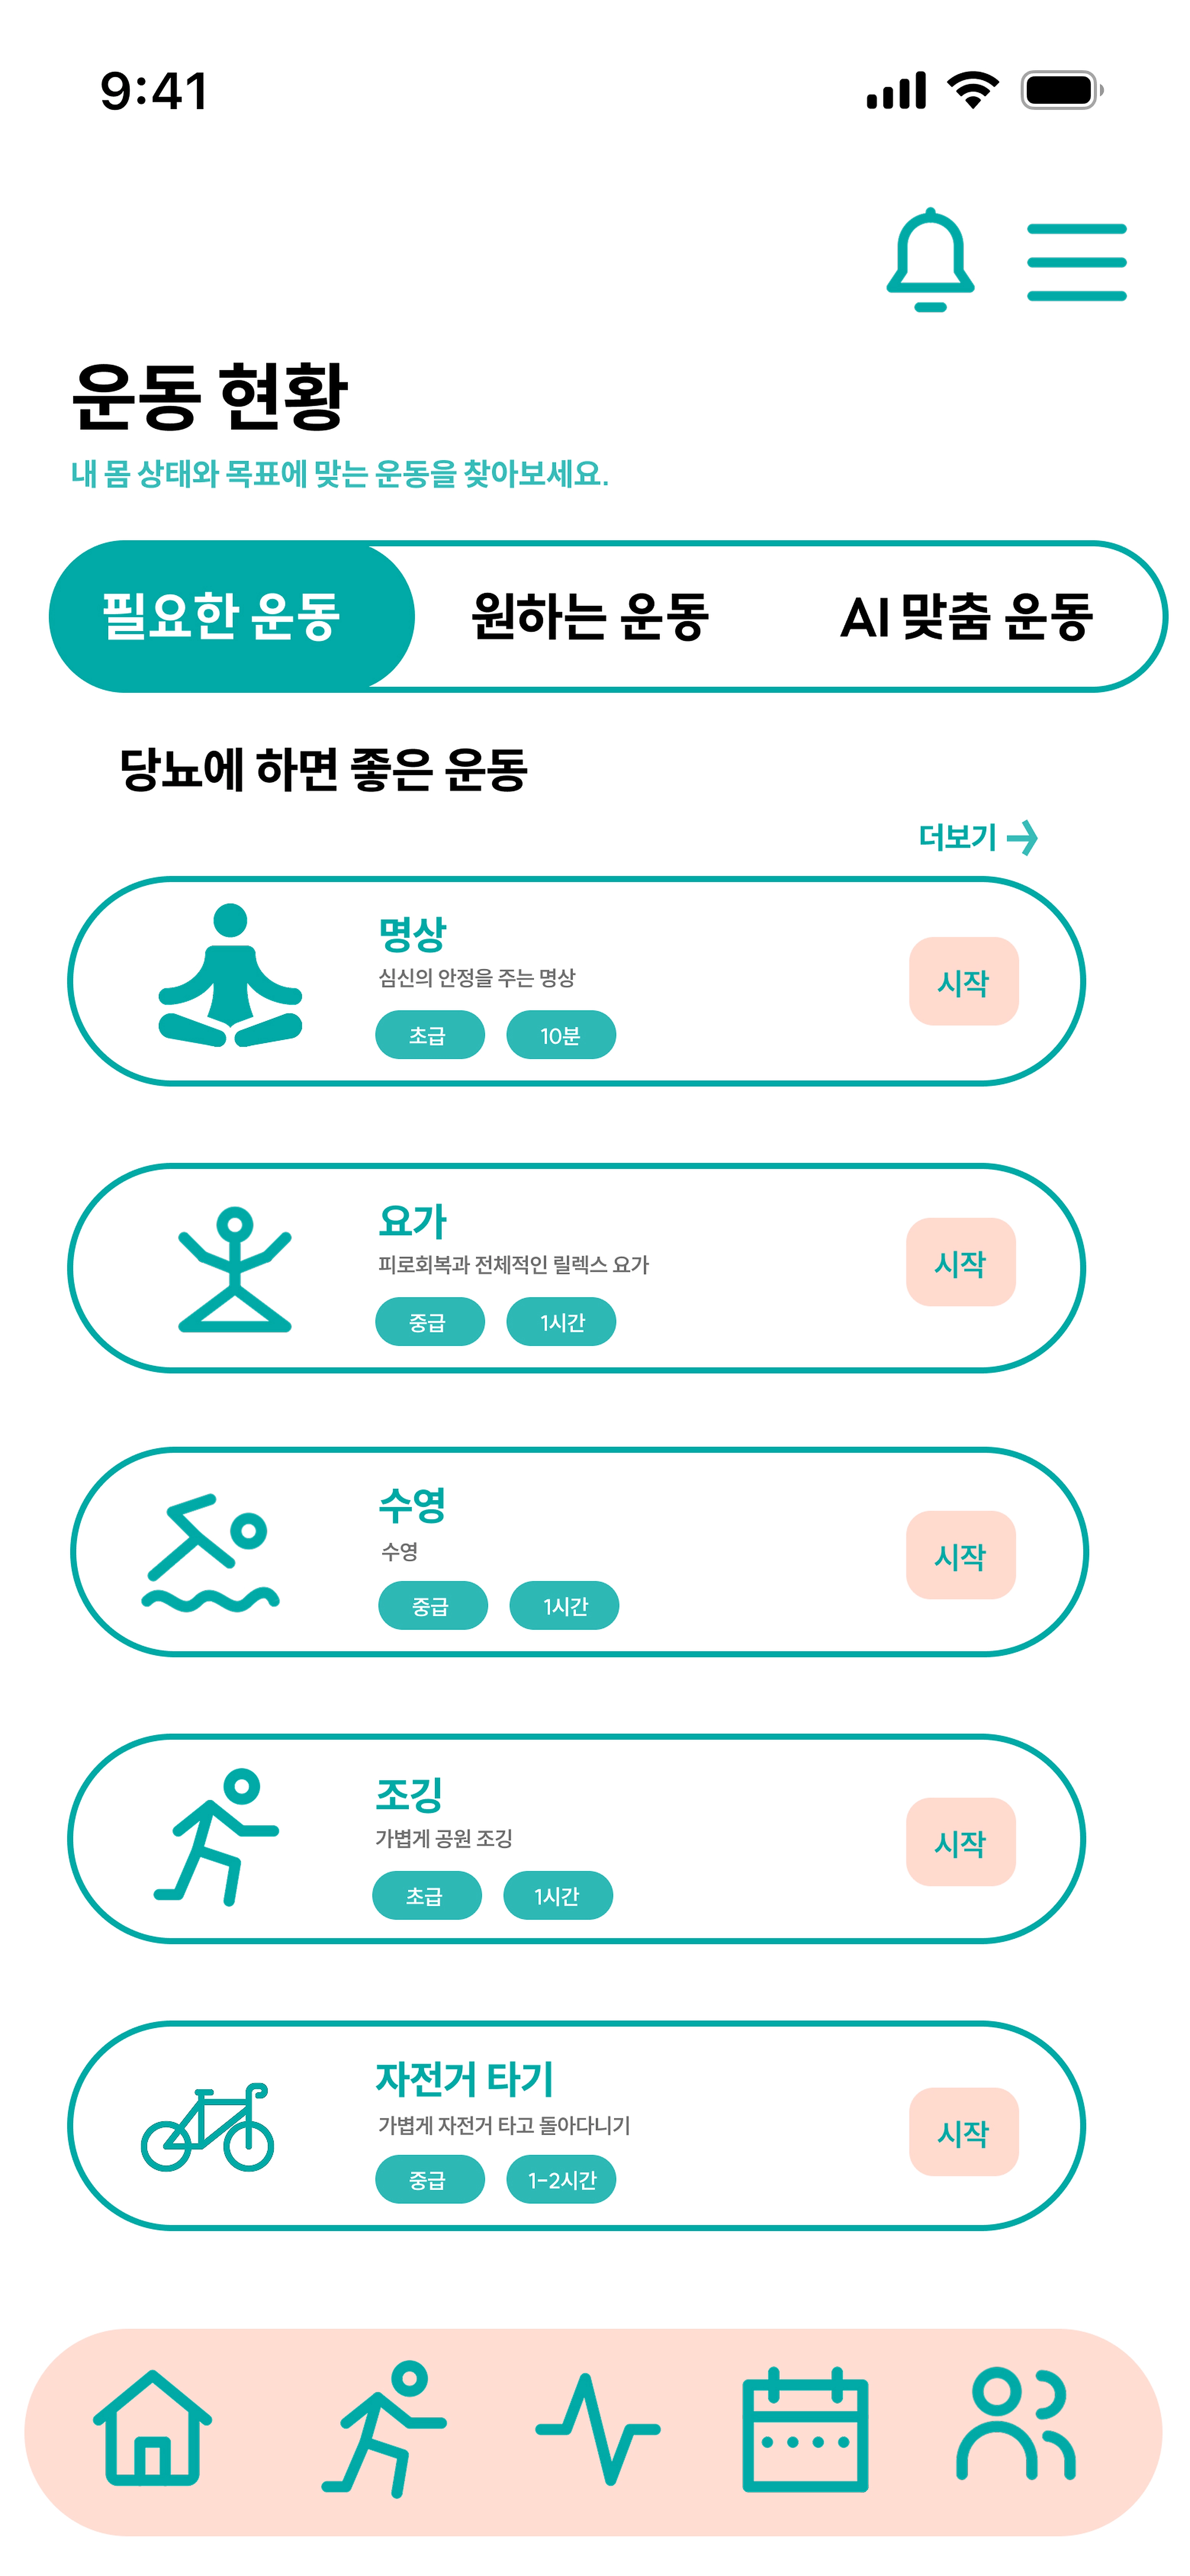 9:41
운동 현황
내 몸 상태와 목표에 맞는 운동을 찾아보세요.
필요한 운동 원하는 운동 AI 맞춤 운동
당뇨에 하면 좋은 운동
더보기
명상
심신의 안정을 주는 명상
초급 10분
시작
요가
피로회복과 전체적인 릴렉스 요가
중급 1시간
시작
수영
수영
중급 1시간
시작
조깅
가볍게 공원 조깅
초급 1시간
시작
자전거 타기
가볍게 자전거 타고 돌아다니기
중급 1-2시간
시작